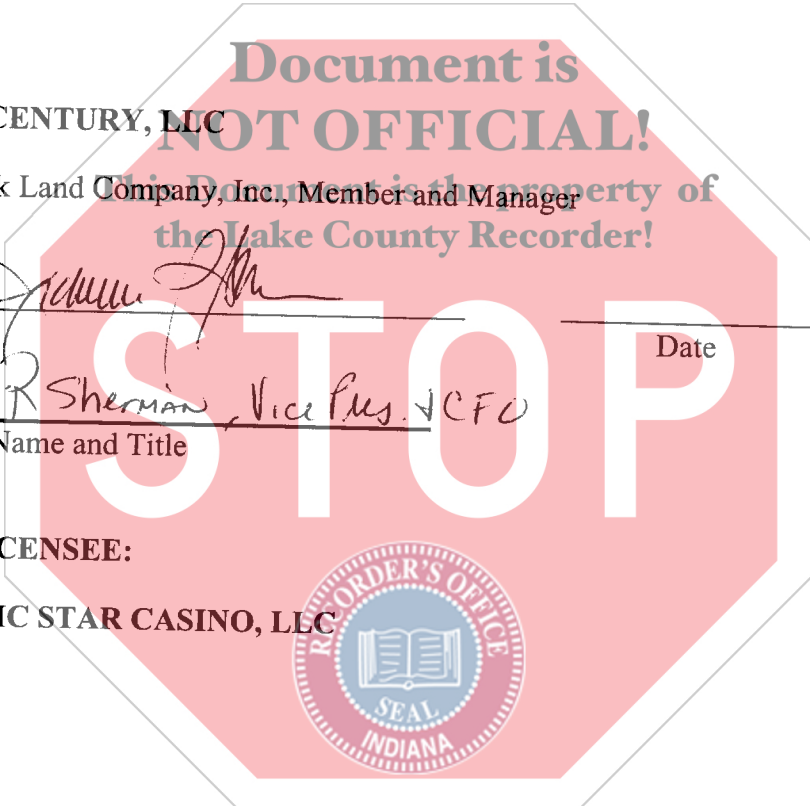 Document is
CENTURY, LLC
NOT OFFICIAL!
k Land Company, Inc., Member and Manager
This Document is the property of
the Lake County Recorder!
STOP
Date
R Sherman, Vice Pres. & CFO
Name and Title
CENSEE:
IC STAR CASINO, LLC
RECORDER'S OFFICE
SEAL
INDIANA